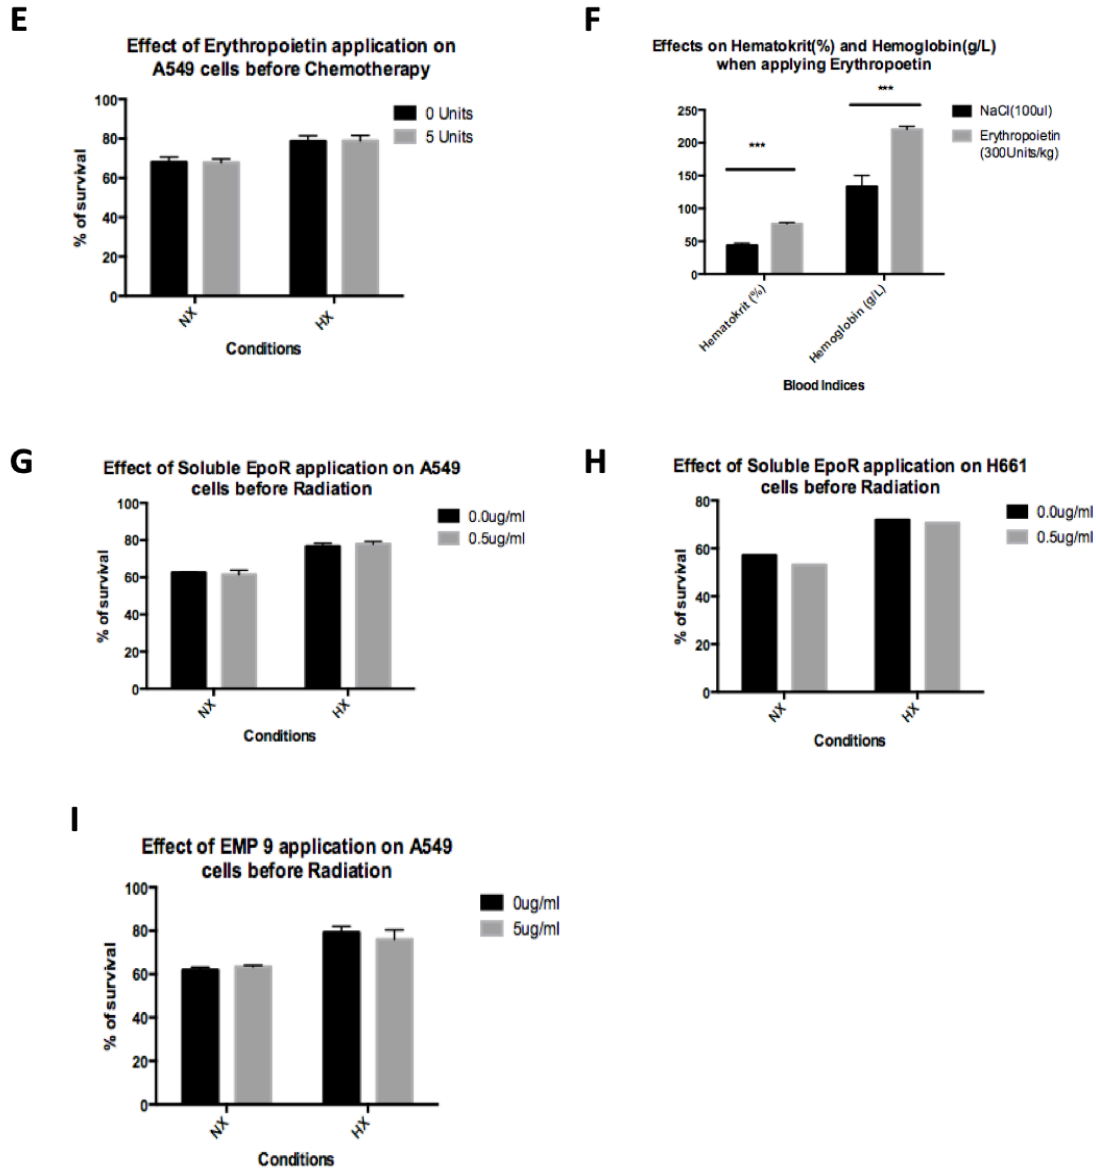 E
Effect of Erythropoietin application on
A549 cells before Chemotherapy
0 Units
5 Units
100
80
60
40
20
0
% of survival
NX
HX
Conditions
F
Effects on Hematokrit(%) and Hemoglobin(g/L)
when applying Erythropoetin
***
***
NaCl(100ul)
Erythropoietin
(300Units/kg)
250
200
150
100
50
0
Hematokrit (%)
Hemoglobin (g/L)
Blood Indices
G
Effect of Soluble EpoR application on A549
cells before Radiation
0.0ug/ml
0.5ug/ml
100
80
60
40
20
0
% of survival
NX
HX
Conditions
H
Effect of Soluble EpoR application on H661
cells before Radiation
0.0ug/ml
0.5ug/ml
80
60
40
20
0
% of survival
NX
HX
Conditions
I
Effect of EMP 9 application on A549
cells before Radiation
0ug/ml
5ug/ml
100
80
60
40
20
0
% of survival
NX
HX
Conditions